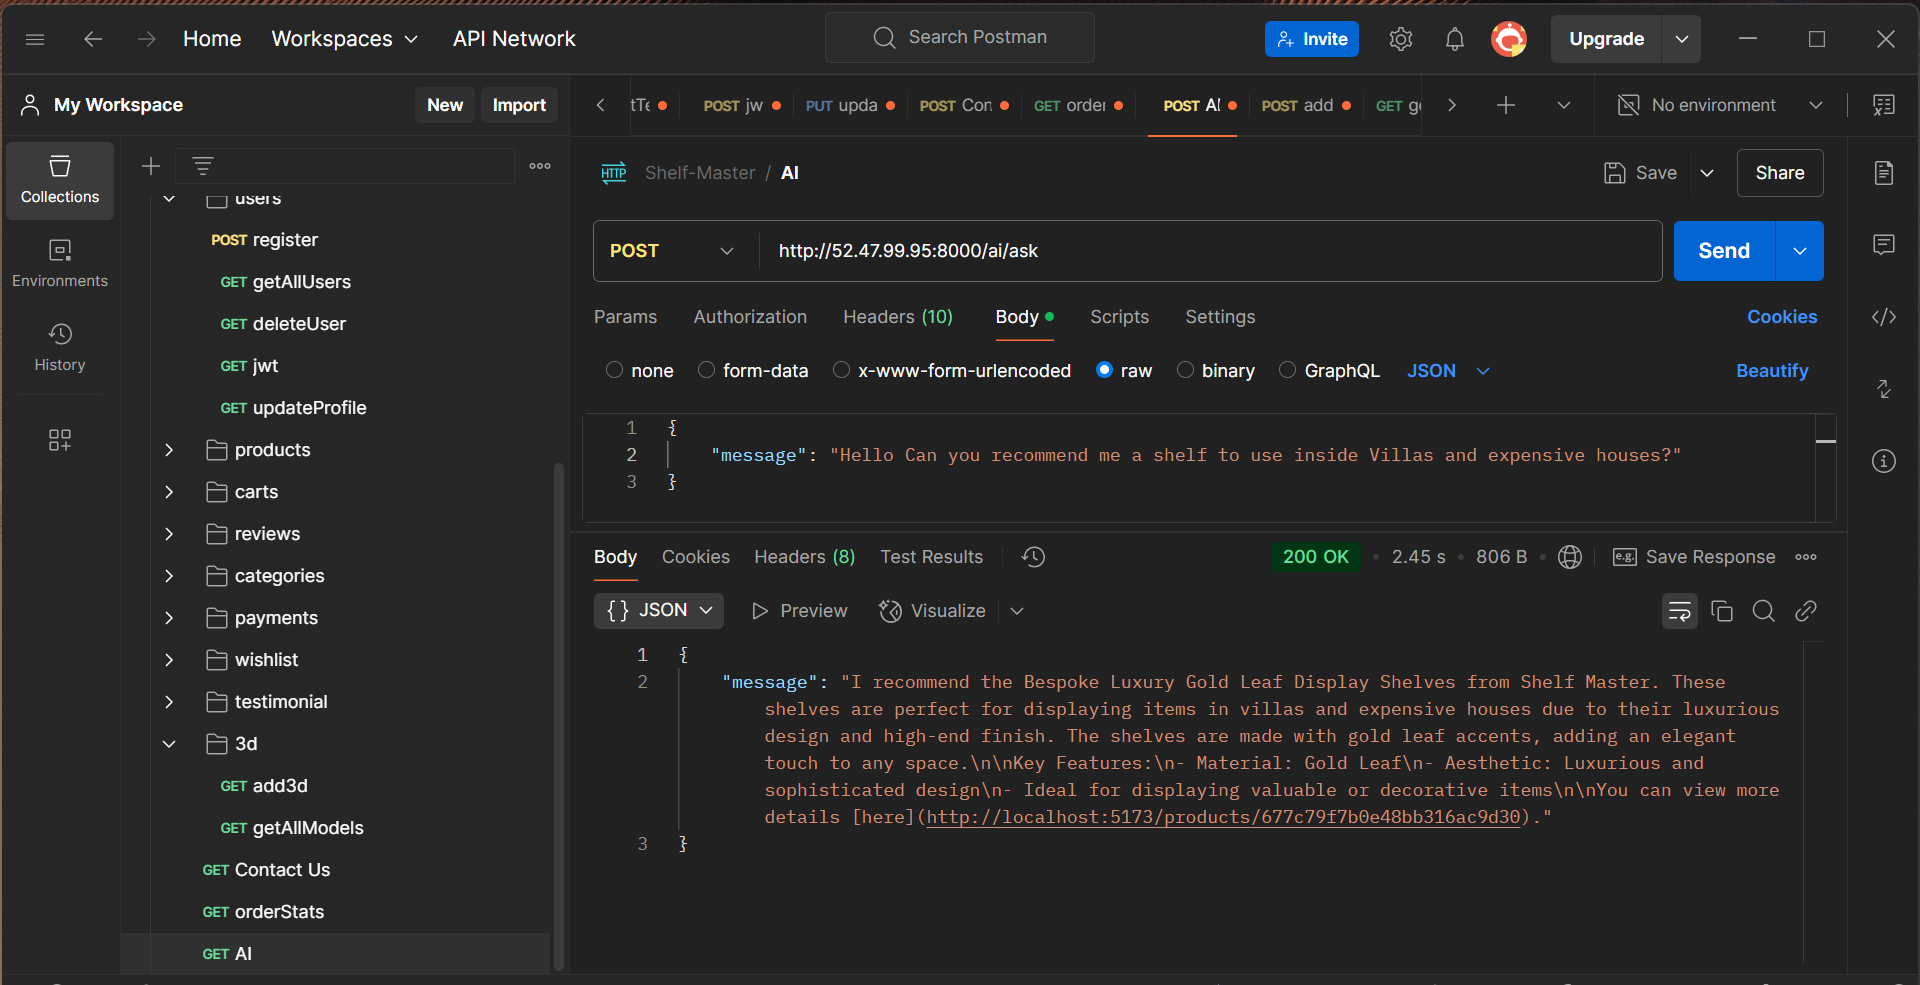 Home
Workspaces
API Network
Search Postman
Invite
Upgrade
My Workspace
New
Import
POST jw
PUT upda
POST Con
GET order
POST AI
POST add
GET
No environment
Collections
Environments
History
users
POST register
GET getAllUsers
GET deleteUser
GET jwt
GET updateProfile
products
carts
reviews
categories
payments
wishlist
testimonial
3d
GET add3d
GET getAllModels
GET Contact Us
GET orderStats
GET AI
HTTP Shelf-Master / AI
Save
Share
POST
http://52.47.99.95:8000/ai/ask
Send
Params
Authorization
Headers (10)
Body
Scripts
Settings
Cookies
none
form-data
x-www-form-urlencoded
raw
binary
GraphQL
JSON
Beautify
1 {
2 "message": "Hello Can you recommend me a shelf to use inside Villas and expensive houses?"
3 }
Body
Cookies
Headers (8)
Test Results
200 OK
2.45 s
806 B
e.g. Save Response
{} JSON
Preview
Visualize
1 {
2 "message": "I recommend the Bespoke Luxury Gold Leaf Display Shelves from Shelf Master. These
shelves are perfect for displaying items in villas and expensive houses due to their luxurious
design and high-end finish. The shelves are made with gold leaf accents, adding an elegant
touch to any space.\n\nKey Features:\n- Material: Gold Leaf\n- Aesthetic: Luxurious and
sophisticated design\n- Ideal for displaying valuable or decorative items\n\nYou can view more
details [here](http://localhost:5173/products/677c79f7b0e48bb316ac9d30)."
3 }